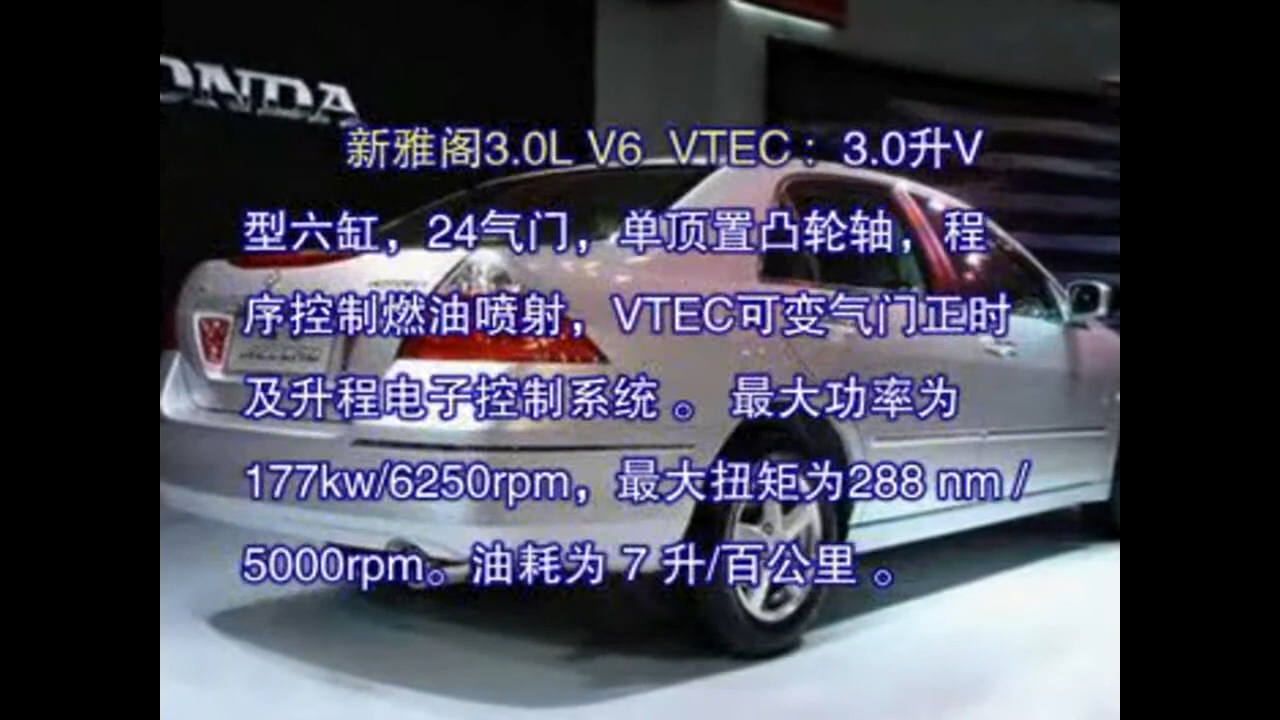 ONDA
新雅阁3.0L V6 VTEC：3.0升V
型六缸，24气门，单顶置凸轮轴，程
序控制燃油喷射，VTEC可变气门正时
及升程电子控制系统 。 最大功率为
177kw/6250rpm，最大扭矩为288 nm /
5000rpm。油耗为 7 升/百公里 。